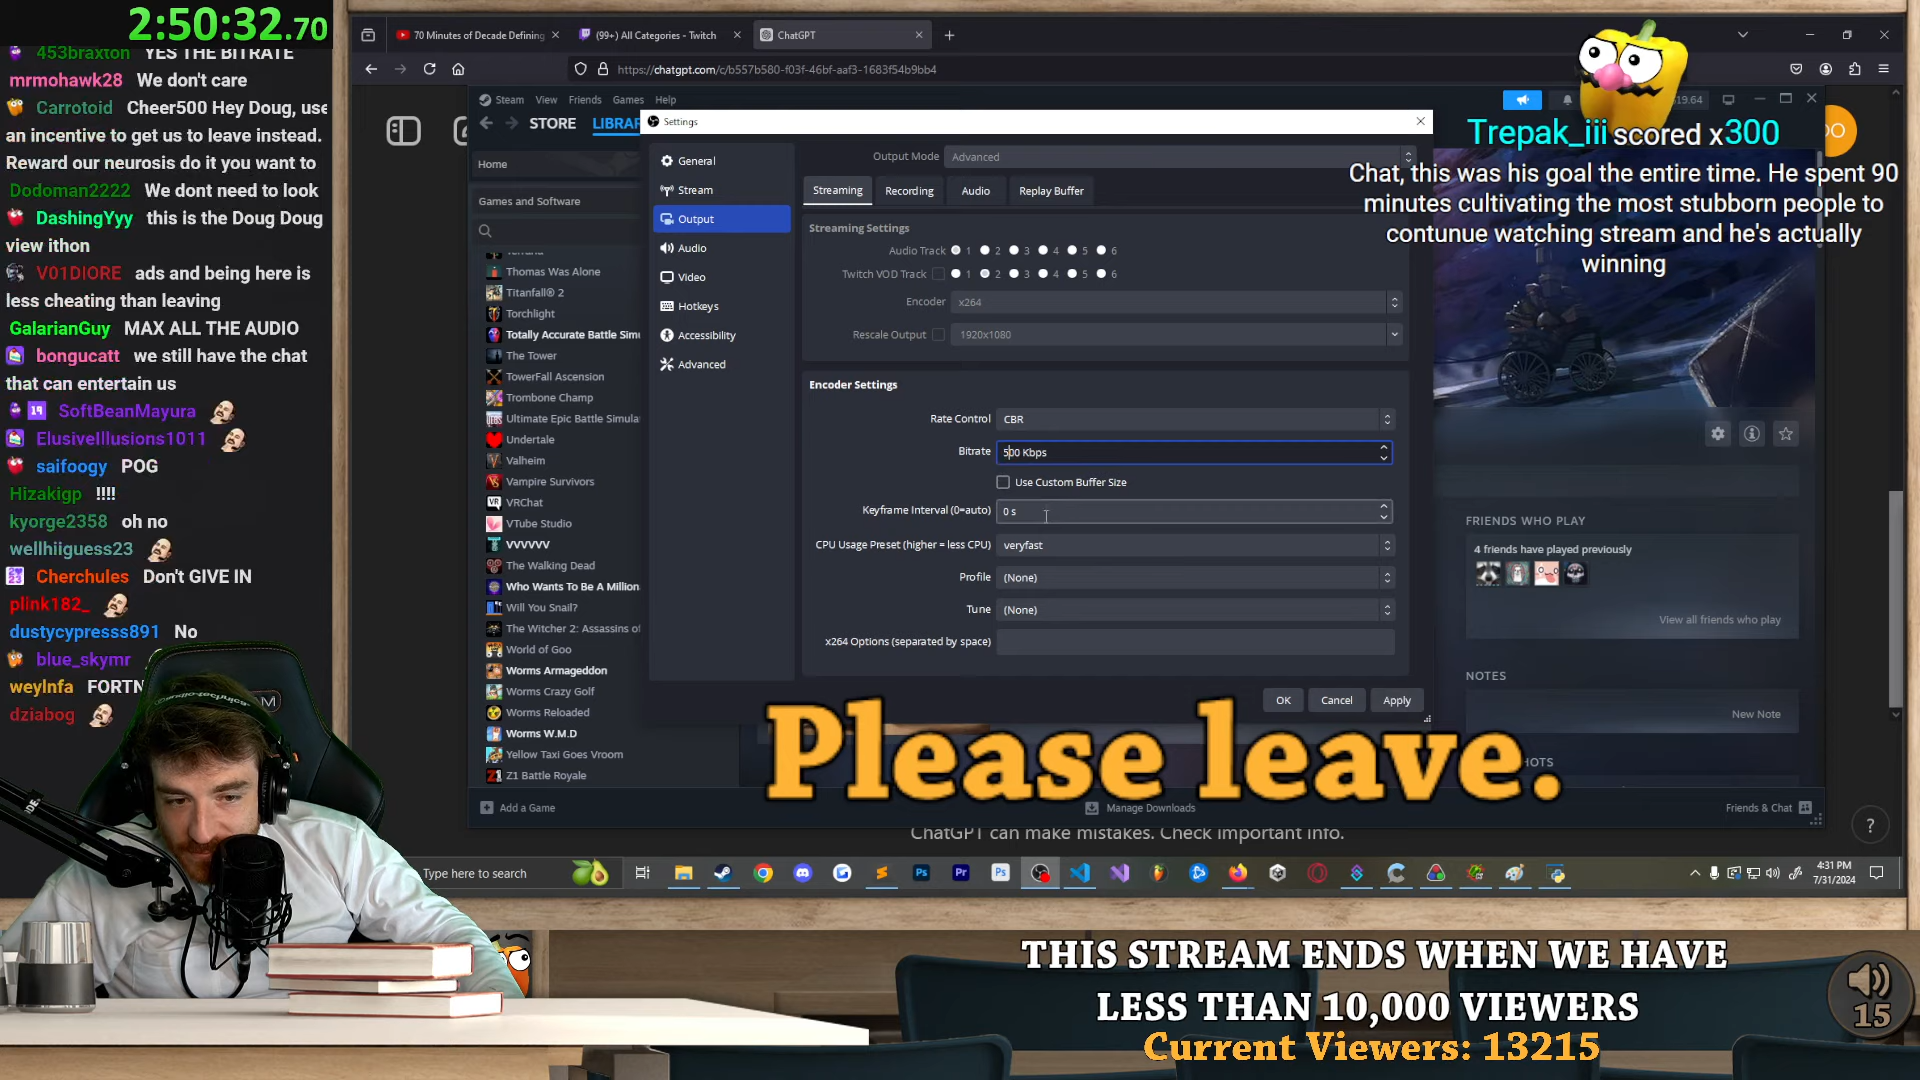 2:50:32.70
453braxton YES THE BITRATE
mrmohawk28 We don't care
Carrotoid Cheer500 Hey Doug, use
an incentive to get us to leave instead.
Reward our neurosis do it you want to
Dodoman2222 We dont need to look
DashingYyy this is the Doug Doug
view ithon
V01DIORE ads and being here is
less cheating than leaving
GalarianGuy MAX ALL THE AUDIO
bongucatt we still have the chat
that can entertain us
19 SoftBeanMayura
ElusiveIllusions1011
saifoogy POG
Hizakigp !!!!
kyorge2358 oh no
wellhiiguess23
Cherchules Don't GIVE IN
plink182_
dustycypresss891 No
blue_skymr
weylnfa FORTN
dziabog
70 Minutes of Decade Defining
(99+) All Categories - Twitch
ChatGPT
https://chatgpt.com/c/b557b580-f03f-46bf-aaf3-1683f54b9bb4
Steam View Friends Games Help
19.64
STORE LIBRAR
Home
Games and Software
Thomas Was Alone
Titanfall® 2
Torchlight
Totally Accurate Battle Simu
The Tower
TowerFall Ascension
Trombone Champ
Ultimate Epic Battle Simula
Undertale
Valheim
Vampire Survivors
VRChat
VTube Studio
VVVVVV
The Walking Dead
Who Wants To Be A Million
Will You Snail?
The Witcher 2: Assassins of
World of Goo
Worms Armageddon
Worms Crazy Golf
Worms Reloaded
Worms W.M.D
Yellow Taxi Goes Vroom
Z1 Battle Royale
Add a Game
Settings
General
Stream
Output
Audio
Video
Hotkeys
Accessibility
Advanced
Output Mode Advanced
Streaming Recording Audio Replay Buffer
Streaming Settings
Audio Track 1 2 3 4 5 6
Twitch VOD Track 1 2 3 4 5 6
Encoder x264
Rescale Output 1920x1080
Encoder Settings
Rate Control CBR
Bitrate 500 Kbps
Use Custom Buffer Size
Keyframe Interval (0=auto) 0 s
CPU Usage Preset (higher = less CPU) veryfast
Profile (None)
Tune (None)
x264 Options (separated by space)
OK Cancel Apply
Trepak_iii scored x300
Chat, this was his goal the entire time. He spent 90
minutes cultivating the most stubborn people to
contunue watching stream and he's actually
winning
FRIENDS WHO PLAY
4 friends have played previously
View all friends who play
NOTES
New Note
HOTS
Please leave.
Manage Downloads
Friends & Chat
ChatGPT can make mistakes. Check important info.
?
Type here to search
Ps Pr Ps
4:31 PM
7/31/2024
THIS STREAM ENDS WHEN WE HAVE
LESS THAN 10,000 VIEWERS
Current Viewers: 13215
15